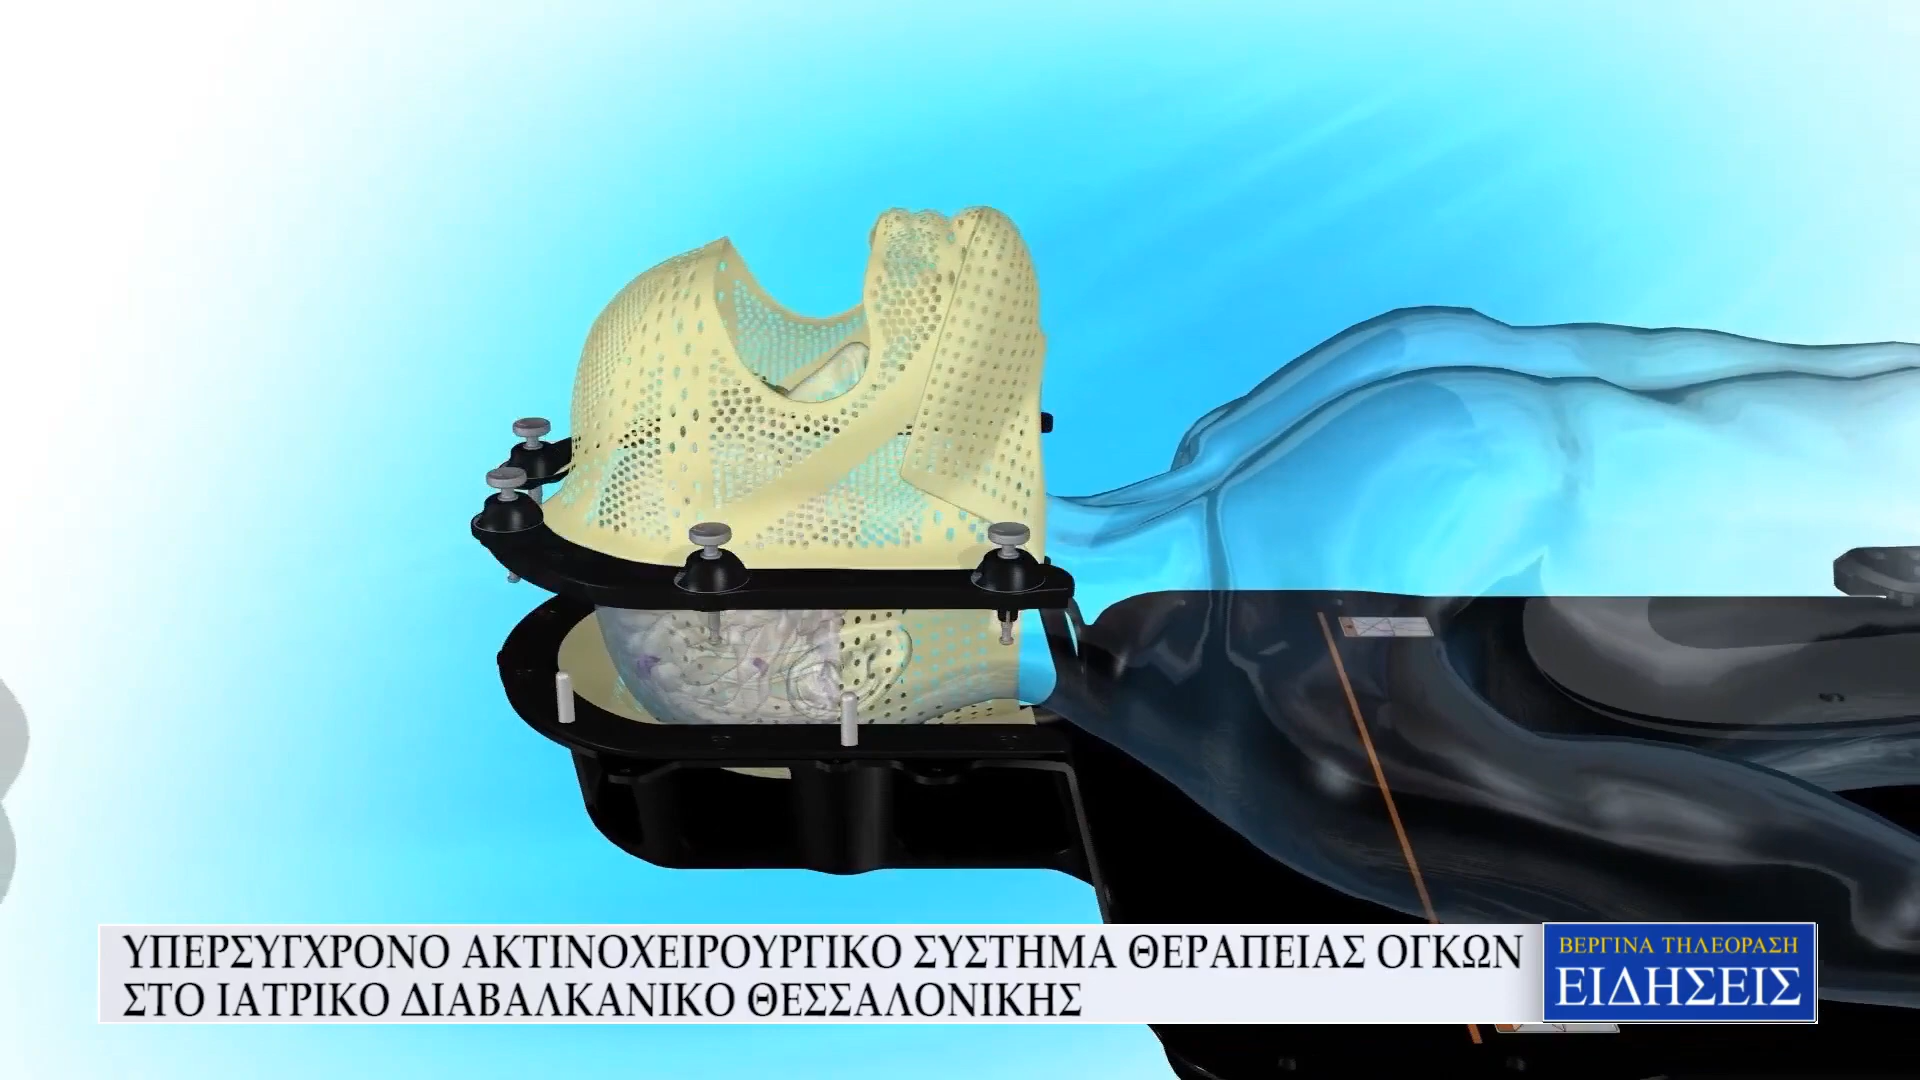 ΥΠΕΡΣΥΓΧΡΟΝΟ ΑΚΤΙΝΟΧΕΙΡΟΥΡΓΙΚΟ ΣΥΣΤΗΜΑ ΘΕΡΑΠΕΙΑΣ ΟΓΚΩΝ
ΣΤΟ ΙΑΤΡΙΚΟ ΔΙΑΒΑΛΚΑΝΙΚΟ ΘΕΣΣΑΛΟΝΙΚΗΣ
ΒΕΡΓΙΝΑ ΤΗΛΕΟΡΑΣΗ
ΕΙΔΗΣΕΙΣ